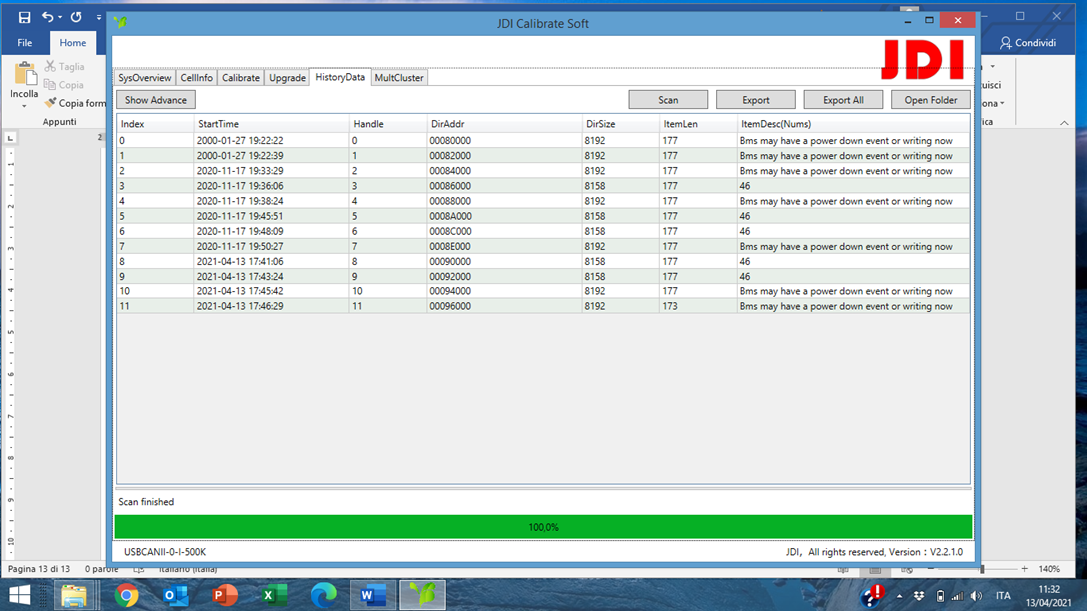 JDI Calibrate Soft
File
Home
Condividi
JDI
Incolla
Taglia
Copia
Copia form
Appunti
SysOverview CellInfo Calibrate Upgrade HistoryData MultCluster
Show Advance Scan Export Export All Open Folder
Index StartTime Handle DirAddr DirSize ItemLen ItemDesc(Nums)
0 2000-01-27 19:22:22 0 00080000 8192 177 Bms may have a power down event or writing now
1 2000-01-27 19:22:39 1 00082000 8192 177 Bms may have a power down event or writing now
2 2020-11-17 19:33:29 2 00084000 8192 177 Bms may have a power down event or writing now
3 2020-11-17 19:36:06 3 00086000 8158 177 46
4 2020-11-17 19:38:24 4 00088000 8192 177 Bms may have a power down event or writing now
5 2020-11-17 19:45:51 5 0008A000 8158 177 46
6 2020-11-17 19:48:09 6 0008C000 8158 177 46
7 2020-11-17 19:50:27 7 0008E000 8192 177 Bms may have a power down event or writing now
8 2021-04-13 17:41:06 8 00090000 8158 177 46
9 2021-04-13 17:43:24 9 00092000 8158 177 46
10 2021-04-13 17:45:42 10 00094000 8192 177 Bms may have a power down event or writing now
11 2021-04-13 17:46:29 11 00096000 8192 173 Bms may have a power down event or writing now
Scan finished
100,0%
USBCANII-0-I-500K
JDI, All rights reserved, Version : V2.2.1.0
Pagina 13 di 13 0 parole Italiano (Italia)
140%
ITA
11:32
13/04/2021